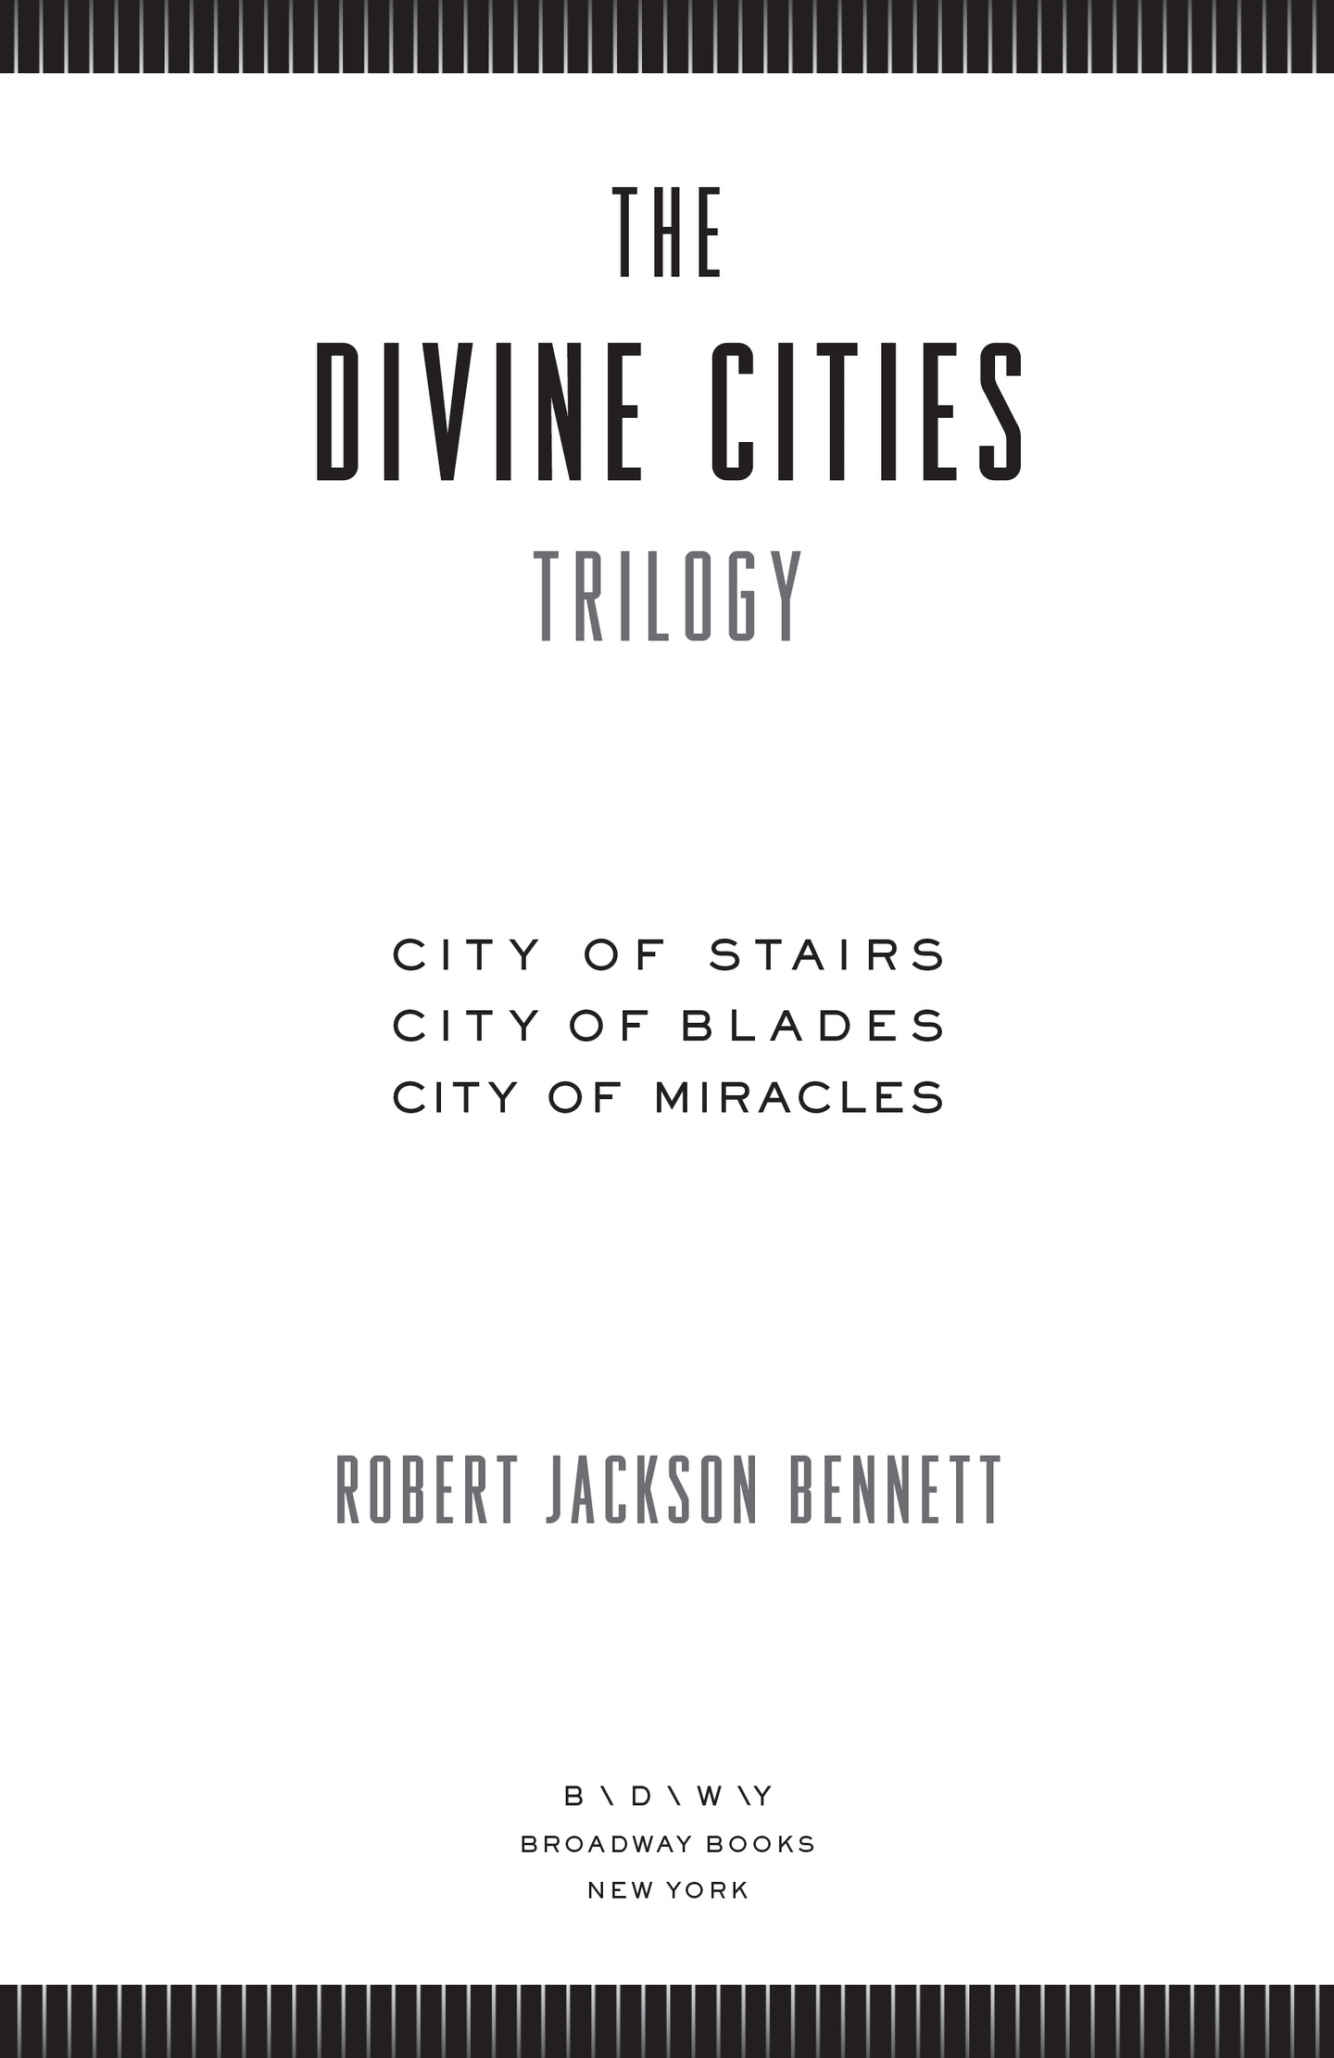 THE
DIVINE CITIES
TRILOGY
CITY OF STAIRS
CITY OF BLADES
CITY OF MIRACLES
ROBERT JACKSON BENNETT
B \ D \ W \ Y
BROADWAY BOOKS
NEW YORK